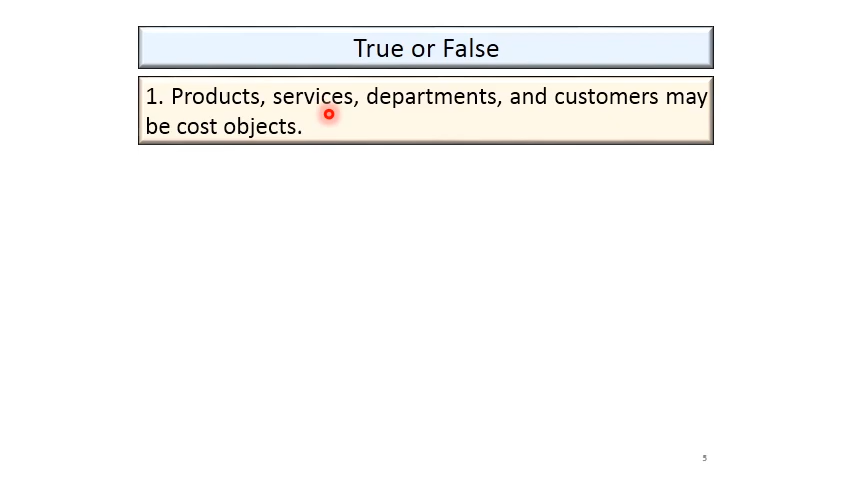 True or False
1. Products, services, departments, and customers may
be cost objects.
5